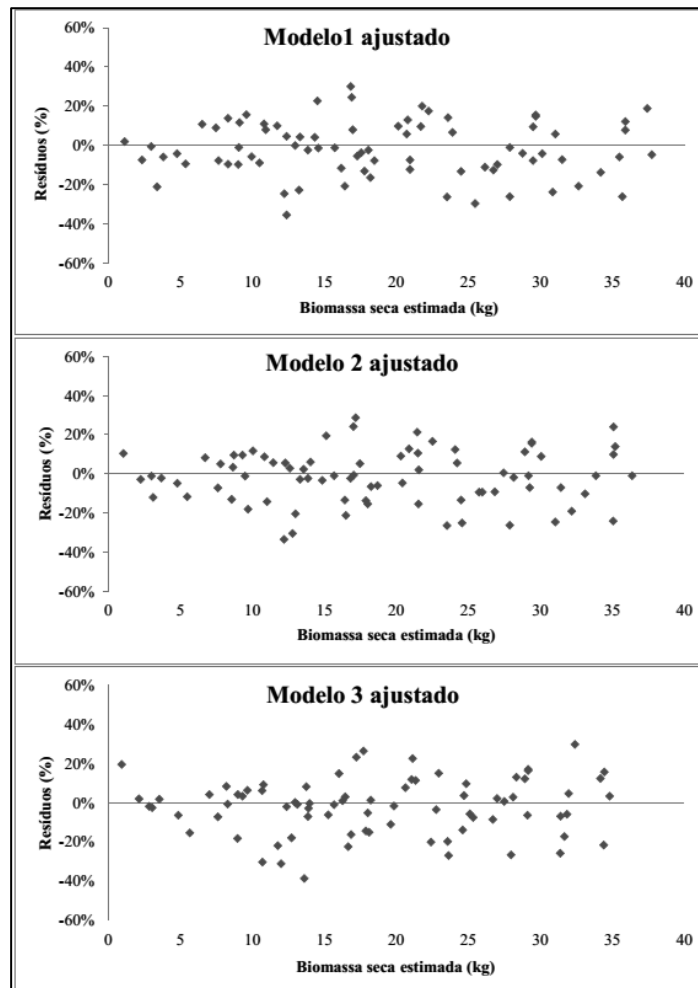 Modelo1 ajustado
60%
40%
20%
0%
-20%
-40%
-60%
Resíduos (%)
0 5 10 15 20 25 30 35 40
Biomassa seca estimada (kg)
Modelo 2 ajustado
60%
40%
20%
0%
-20%
-40%
-60%
Resíduos (%)
0 5 10 15 20 25 30 35 40
Biomassa seca estimada (kg)
Modelo 3 ajustado
60%
40%
20%
0%
-20%
-40%
-60%
Resíduos (%)
0 5 10 15 20 25 30 35 40
Biomassa seca estimada (kg)